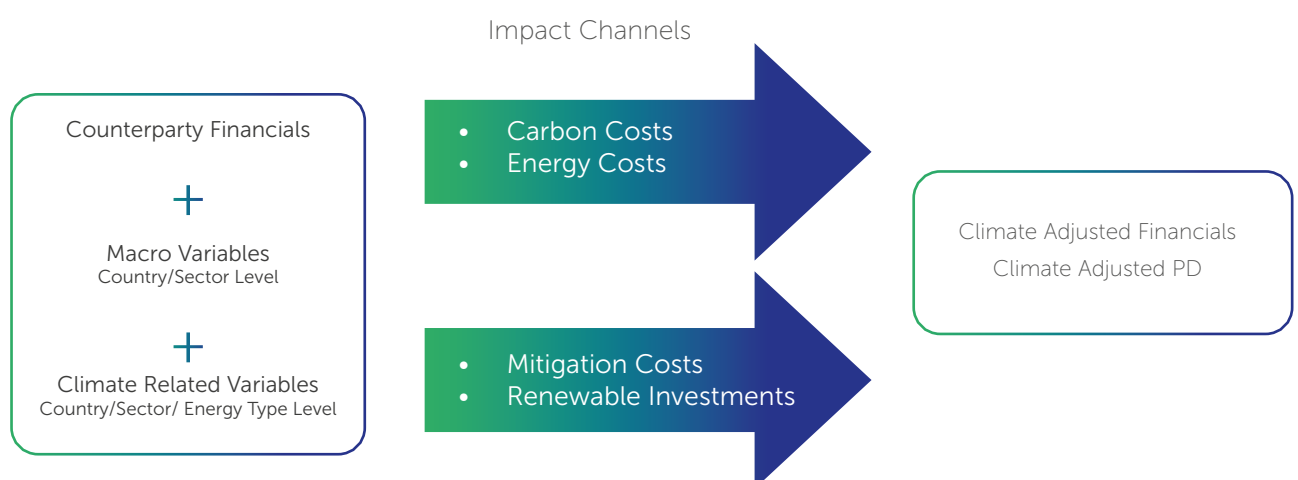 Impact Channels
Counterparty Financials
+
Macro Variables
Country/Sector Level
+
Climate Related Variables
Country/Sector/ Energy Type Level
• Carbon Costs
• Energy Costs
• Mitigation Costs
• Renewable Investments
Climate Adjusted Financials
Climate Adjusted PD